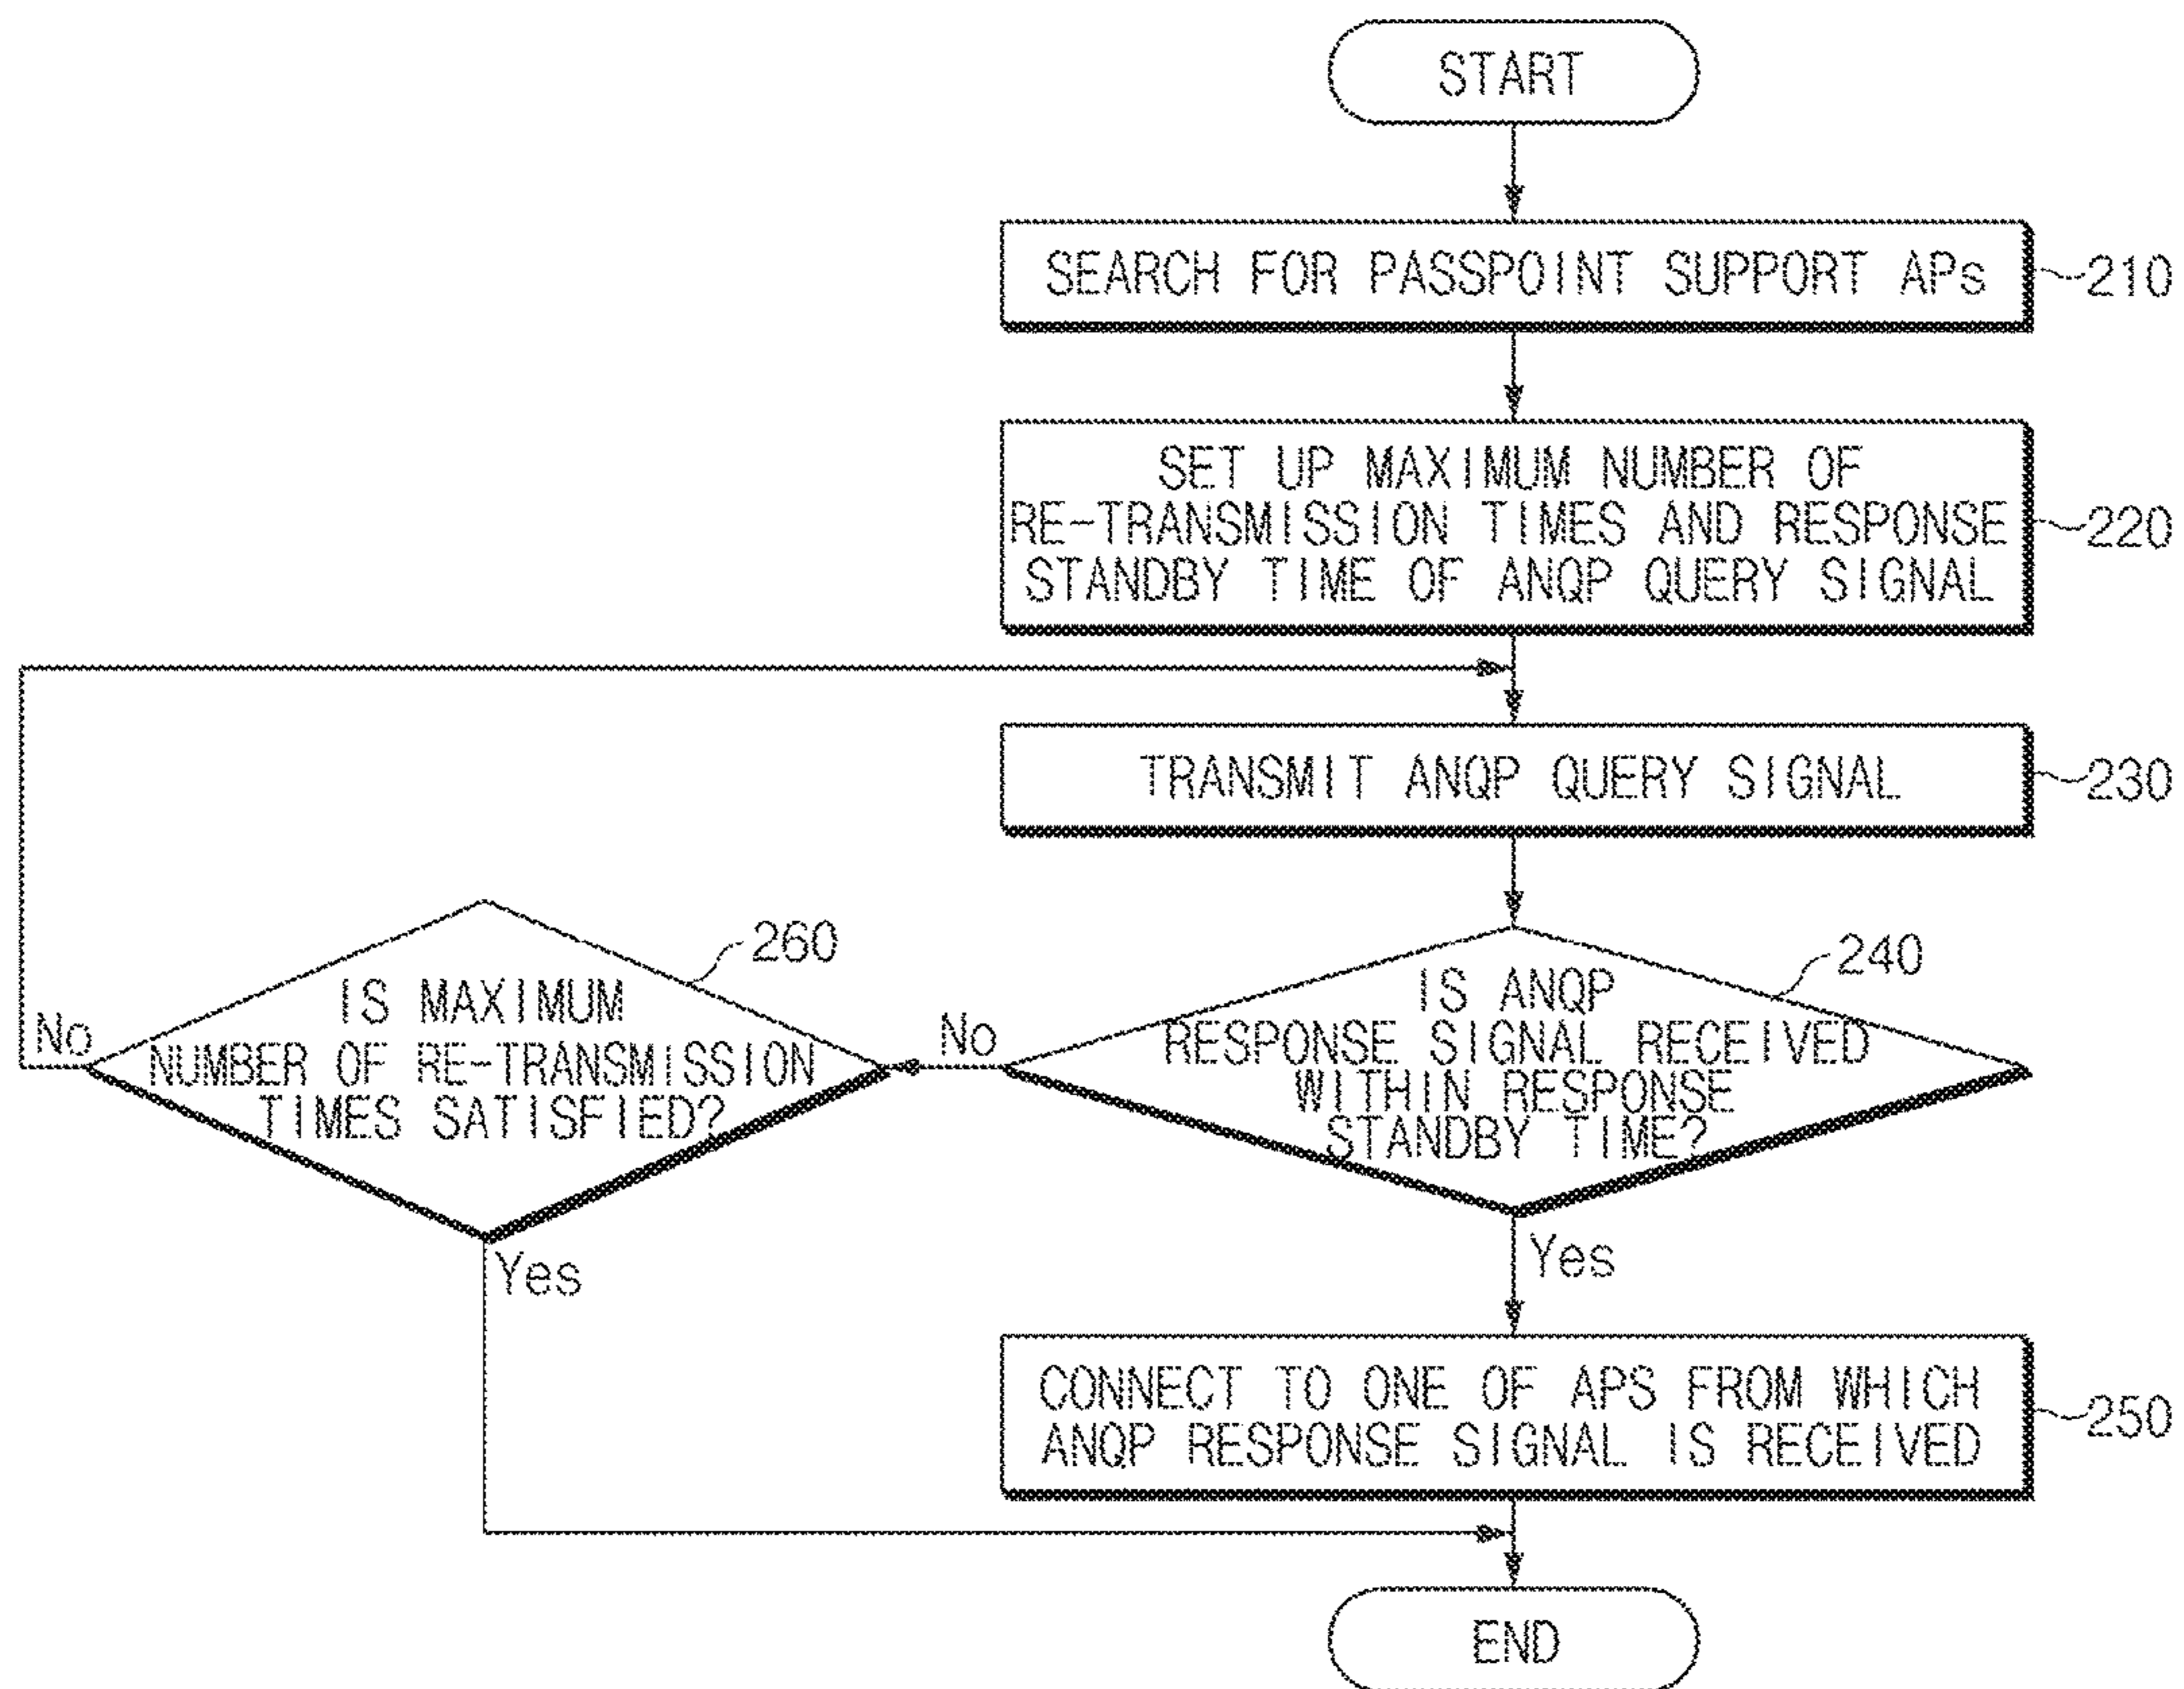 START
SEARCH FOR PASSPOINT SUPPORT APs
210
SET UP MAXIMUM NUMBER OF
RE-TRANSMISSION TIMES AND RESPONSE
STANDBY TIME OF ANQP QUERY SIGNAL
220
TRANSMIT ANQP QUERY SIGNAL
230
IS ANQP
RESPONSE SIGNAL RECEIVED
WITHIN RESPONSE
STANDBY TIME?
240
No
Yes
IS MAXIMUM
NUMBER OF RE-TRANSMISSION
TIMES SATISFIED?
260
No
Yes
CONNECT TO ONE OF APS FROM WHICH
ANQP RESPONSE SIGNAL IS RECEIVED
250
END